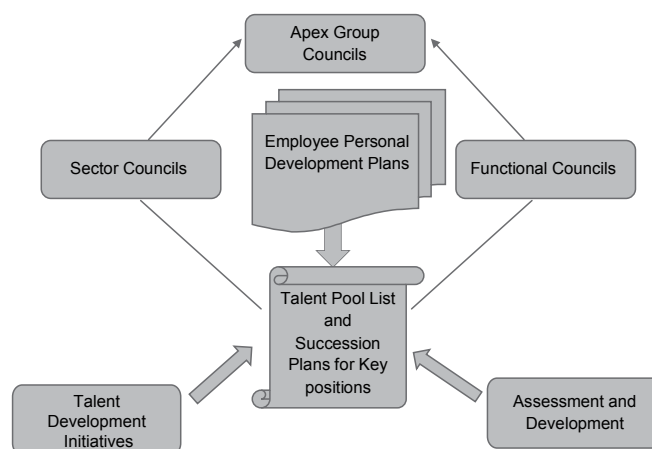 Apex Group
Councils
Employee Personal
Development Plans
Sector Councils
Functional Councils
Talent Pool List
and
Succession
Plans for Key
positions
Talent
Development
Initiatives
Assessment and
Development